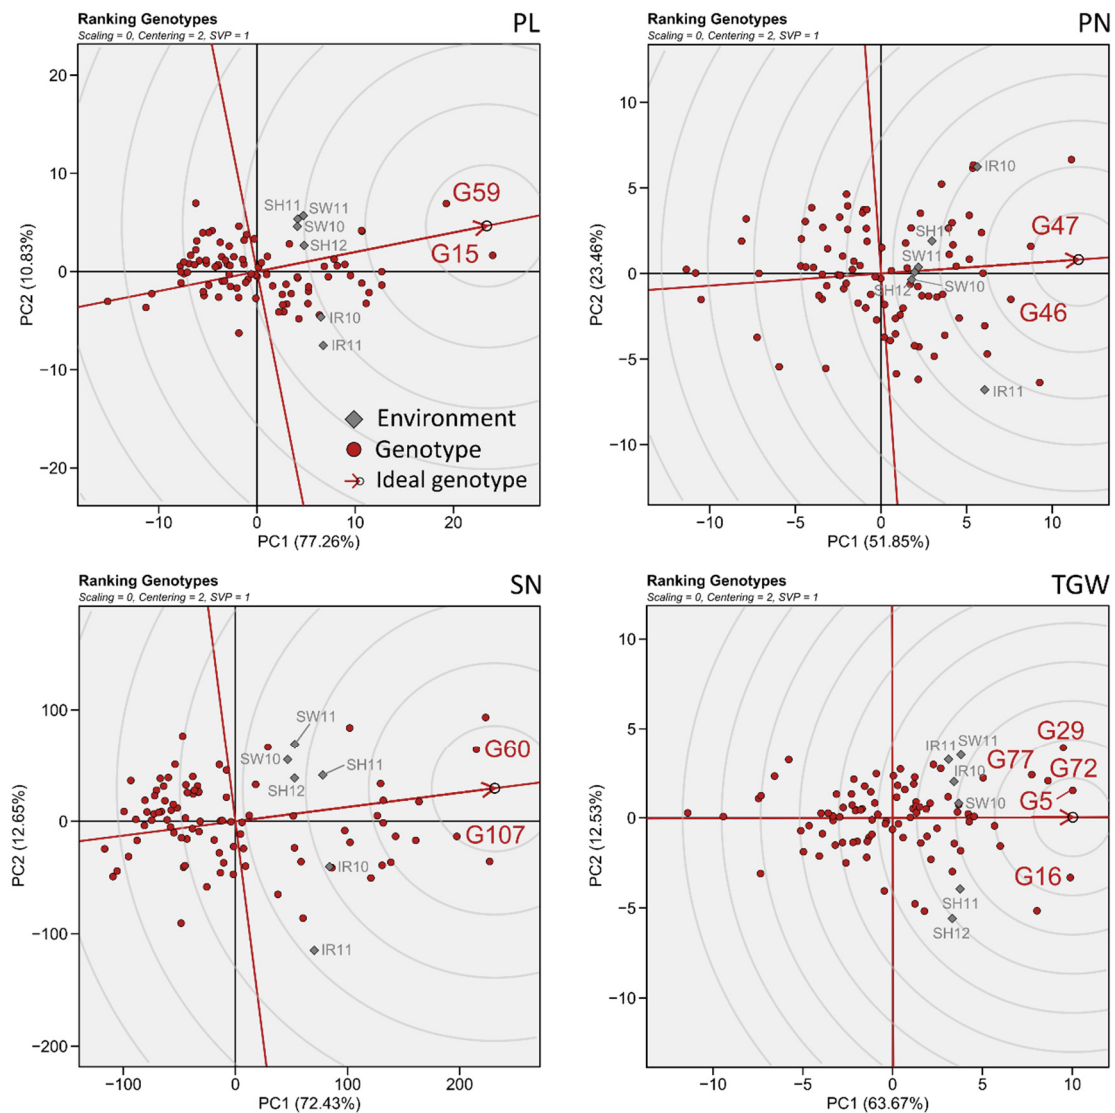 Ranking Genotypes
Scaling = 0, Centering = 2, SVP = 1
PL
20
10
0
−10
−20
PC2 (10.83%)
G59
G15
SH11
SW11
SW10
SH12
IR10
IR11
Environment
Genotype
Ideal genotype
−10
0
10
20
PC1 (77.26%)
Ranking Genotypes
Scaling = 0, Centering = 2, SVP = 1
PN
10
5
0
−5
−10
PC2 (23.46%)
IR10
G47
SH11
SW11
SH12
SW10
G46
IR11
−10
−5
0
5
10
PC1 (51.85%)
Ranking Genotypes
Scaling = 0, Centering = 2, SVP = 1
SN
100
0
−100
−200
PC2 (12.65%)
SW11
SW10
SH11
SH12
G60
G107
IR10
IR11
−100
0
100
200
PC1 (72.43%)
Ranking Genotypes
Scaling = 0, Centering = 2, SVP = 1
TGW
10
5
0
−5
−10
PC2 (12.53%)
G29
IR11
SW11
G77
G72
IR10
G5
SW10
G16
SH11
SH12
−10
−5
0
5
10
PC1 (63.67%)